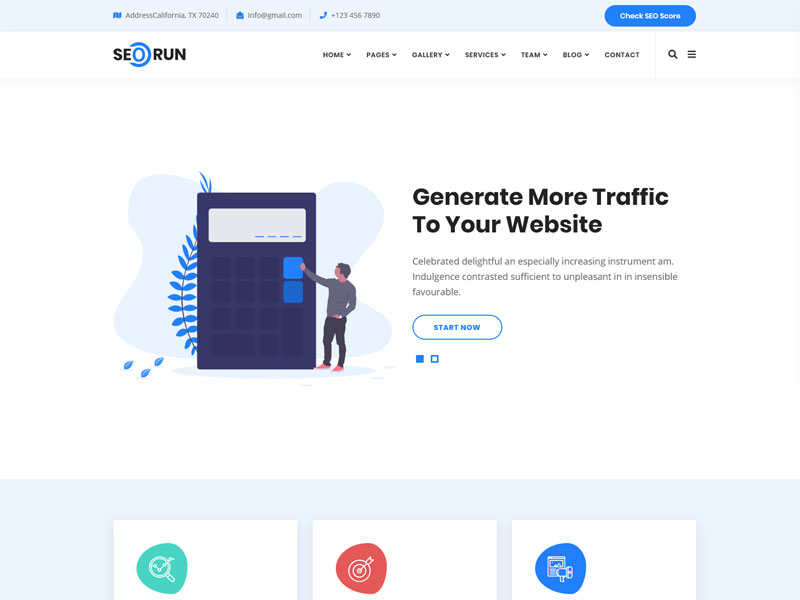 AddressCalifornia, TX 70240
Info@gmail.com
+123 456 7890
Check SEO Score
SEORUN
HOME
PAGES
GALLERY
SERVICES
TEAM
BLOG
CONTACT
Generate More Traffic
To Your Website
Celebrated delightful an especially increasing instrument am.
Indulgence contrasted sufficient to unpleasant in in insensible
favourable.
START NOW